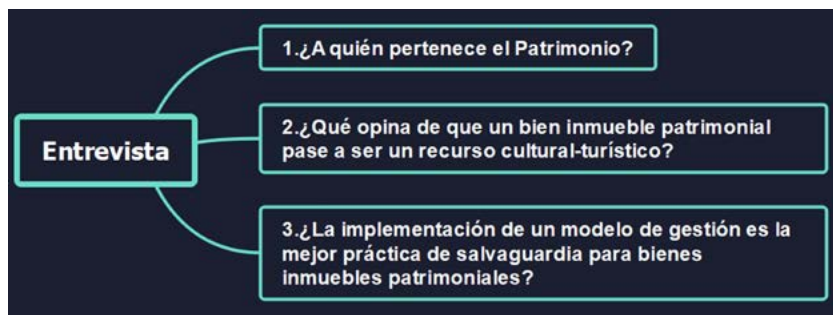 1.¿A quién pertenece el Patrimonio?
Entrevista
2.¿Qué opina de que un bien inmueble patrimonial
pase a ser un recurso cultural-turístico?
3.¿La implementación de un modelo de gestión es la
mejor práctica de salvaguardia para bienes
inmuebles patrimoniales?